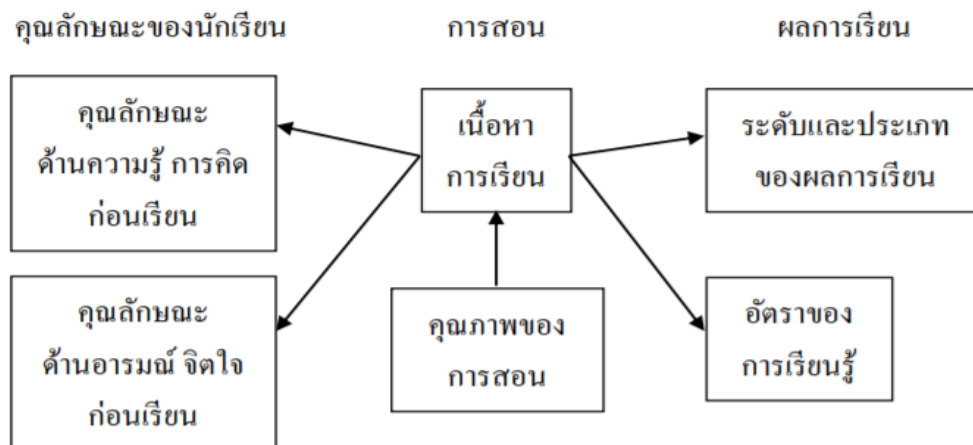 คุณลักษณะของนักเรียน
การสอน
ผลการเรียน
คุณลักษณะ
ด้านความรู้ การคิด
ก่อนเรียน
เนื้อหา
การเรียน
ระดับและประเภท
ของผลการเรียน
คุณลักษณะ
ด้านอารมณ์ จิตใจ
ก่อนเรียน
คุณภาพของ
การสอน
อัตราของ
การเรียนรู้